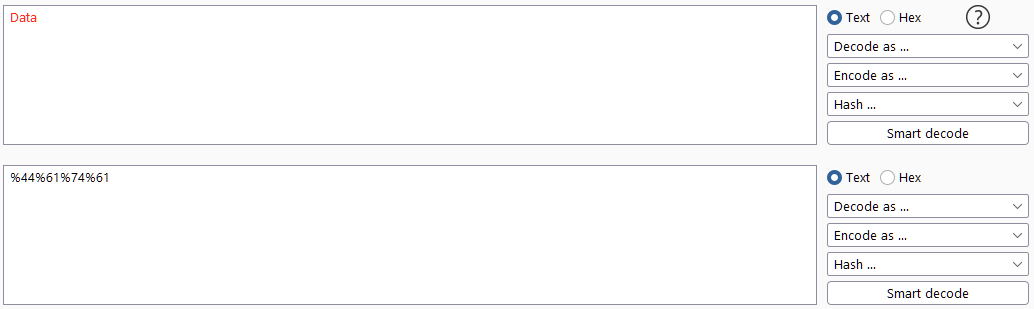 Data
Text Hex ?
Decode as ...
Encode as ...
Hash ...
Smart decode
%44%61%74%61
Text Hex
Decode as ...
Encode as ...
Hash ...
Smart decode